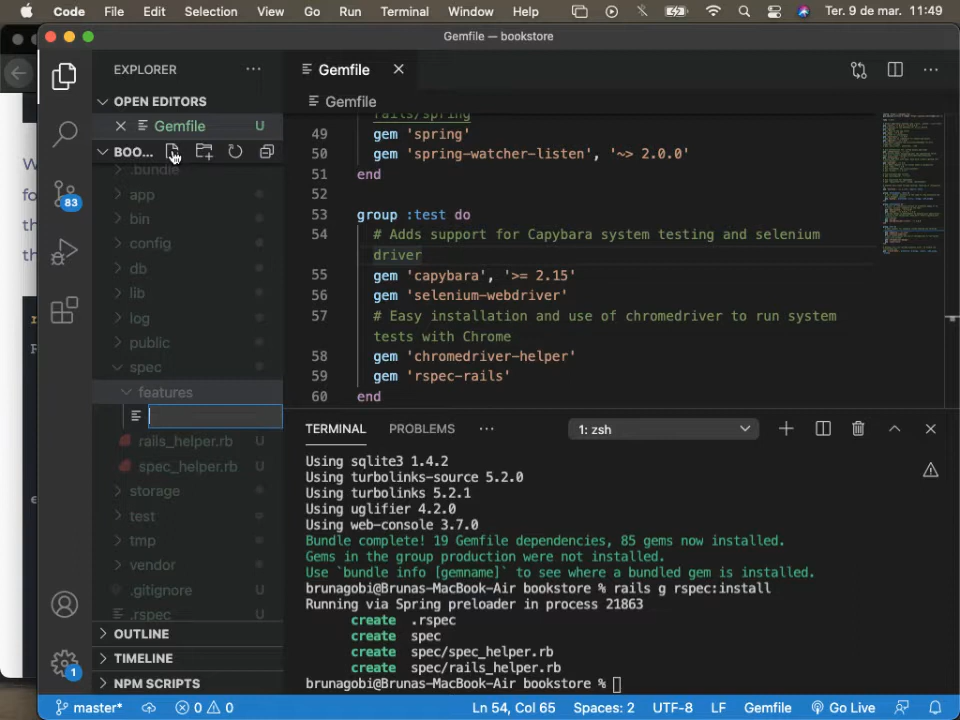 Code File Edit Selection View Go Run Terminal Window Help Ter. 9 de mar. 11:49
Gemfile — bookstore
EXPLORER
Gemfile
OPEN EDITORS
Gemfile
Gemfile U
BOO...
rails/spring
.bundle
49 gem 'spring'
app
50 gem 'spring-watcher-listen', '~> 2.0.0'
bin
51 end
83
52
config
53 group :test do
db
54 # Adds support for Capybara system testing and selenium
driver
lib
55 gem 'capybara', '>= 2.15'
log
56 gem 'selenium-webdriver'
public
57 # Easy installation and use of chromedriver to run system
tests with Chrome
spec
58 gem 'chromedriver-helper'
features
59 gem 'rspec-rails'
60 end
rails_helper.rb U
spec_helper.rb U
storage
test
tmp
vendor
.gitignore U
.rspec U
OUTLINE
TIMELINE
NPM SCRIPTS
1
TERMINAL PROBLEMS 1: zsh
Using sqlite3 1.4.2
Using turbolinks-source 5.2.0
Using turbolinks 5.2.1
Using uglifier 4.2.0
Using web-console 3.7.0
Bundle complete! 19 Gemfile dependencies, 85 gems now installed.
Gems in the group production were not installed.
Use `bundle info [gemname]` to see where a bundled gem is installed.
brunagobi@Brunas-MacBook-Air bookstore % rails g rspec:install
Running via Spring preloader in process 21863
create .rspec
create spec
create spec/spec_helper.rb
create spec/rails_helper.rb
brunagobi@Brunas-MacBook-Air bookstore %
master* 0 0 Ln 54, Col 65 Spaces: 2 UTF-8 LF Gemfile Go Live